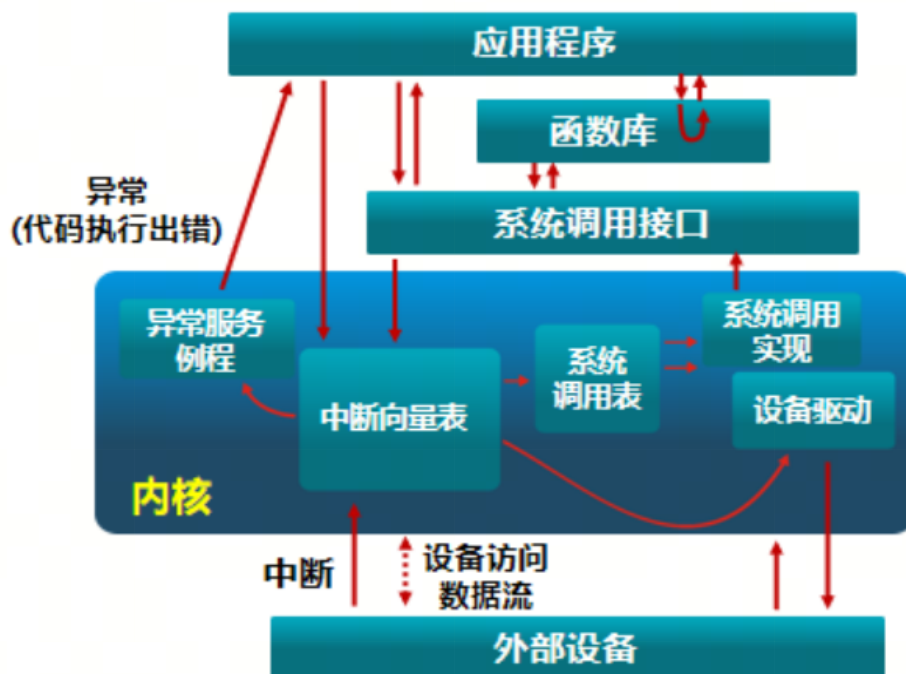 应用程序
函数库
异常
(代码执行出错)
系统调用接口
异常服务
例程
系统调用
实现
系统
调用表
中断向量表
设备驱动
内核
中断
设备访问
数据流
外部设备